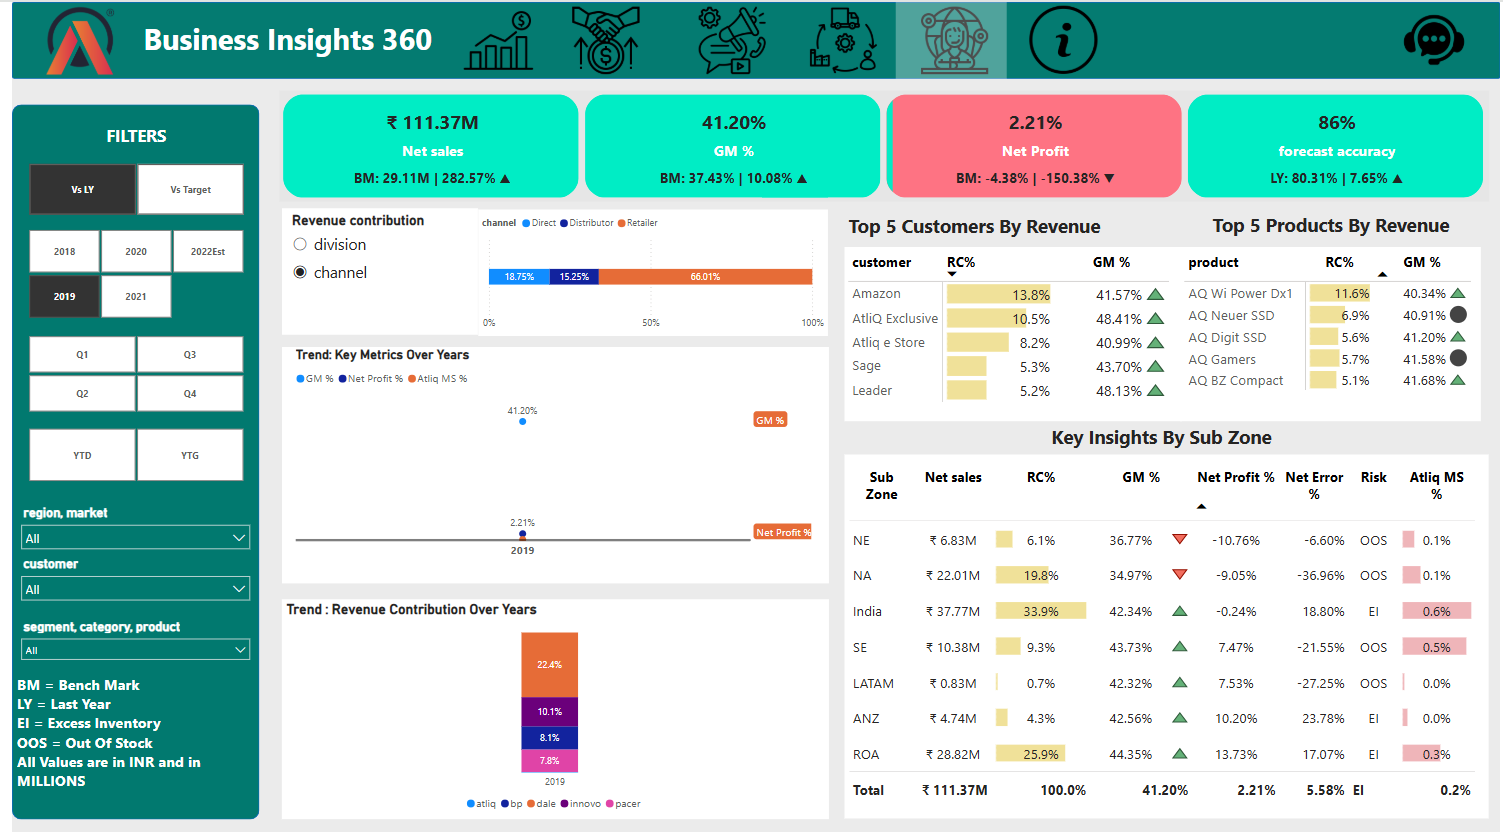 Business Insights 360
FILTERS
Vs LY
Vs Target
2018
2020
2022Est
2019
2021
Q1
Q3
Q2
Q4
YTD
YTG
region, market
All
customer
All
segment, category, product
All
BM = Bench Mark
LY = Last Year
EI = Excess Inventory
OOS = Out Of Stock
All Values are in INR and in
MILLIONS
₹ 111.37M
Net sales
BM: 29.11M | 282.57% ▲
41.20%
GM %
BM: 37.43% | 10.08% ▲
2.21%
Net Profit
BM: -4.38% | -150.38% ▼
86%
forecast accuracy
LY: 80.31% | 7.65% ▲
Revenue contribution
division
channel
channel Direct Distributor Retailer
18.75% 15.25% 66.01%
0% 50% 100%
Trend: Key Metrics Over Years
GM % Net Profit % Atliq MS %
41.20%
GM %
2.21%
Net Profit %
2019
Trend : Revenue Contribution Over Years
22.4%
10.1%
8.1%
7.8%
2019
atliq bp dale innovo pacer
Top 5 Customers By Revenue
customer RC% GM %
Amazon 13.8% 41.57%
AtliQ Exclusive 10.5% 48.41%
Atliq e Store 8.2% 40.99%
Sage 5.3% 43.70%
Leader 5.2% 48.13%
Top 5 Products By Revenue
product RC% GM %
AQ Wi Power Dx1 11.6% 40.34%
AQ Neuer SSD 6.9% 40.91%
AQ Digit SSD 5.6% 41.20%
AQ Gamers 5.7% 41.58%
AQ BZ Compact 5.1% 41.68%
Key Insights By Sub Zone
Sub Zone Net sales RC% GM % Net Profit % Net Error % Risk Atliq MS %
NE ₹ 6.83M 6.1% 36.77% -10.76% -6.60% OOS 0.1%
NA ₹ 22.01M 19.8% 34.97% -9.05% -36.96% OOS 0.1%
India ₹ 37.77M 33.9% 42.34% -0.24% 18.80% EI 0.6%
SE ₹ 10.38M 9.3% 43.73% 7.47% -21.55% OOS 0.5%
LATAM ₹ 0.83M 0.7% 42.32% 7.53% -27.25% OOS 0.0%
ANZ ₹ 4.74M 4.3% 42.56% 10.20% 23.78% EI 0.0%
ROA ₹ 28.82M 25.9% 44.35% 13.73% 17.07% EI 0.3%
Total ₹ 111.37M 100.0% 41.20% 2.21% 5.58% EI 0.2%